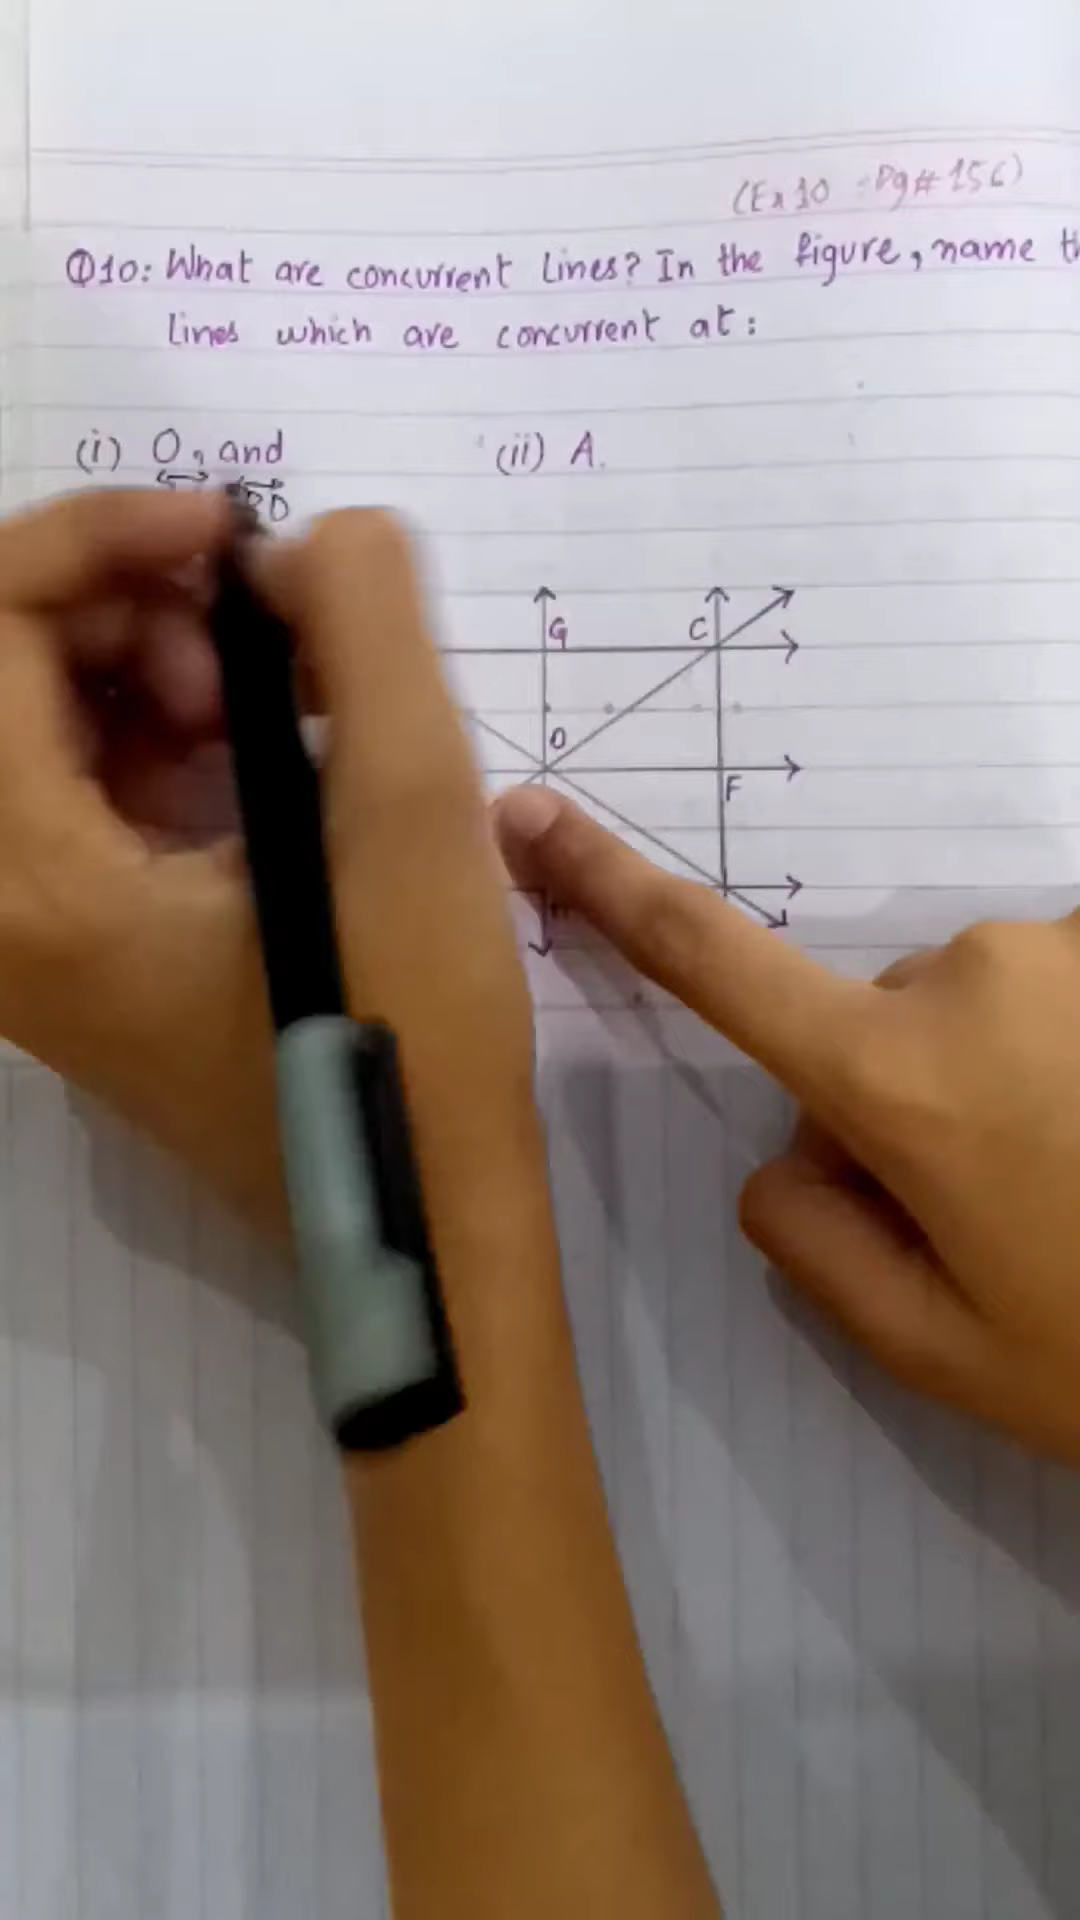 (Ex 10 Pg# 156)
Q10: What are concurrent Lines? In the figure, name
lines which are concurrent at:
(i) O, and (ii) A.
BD
G C
O
F